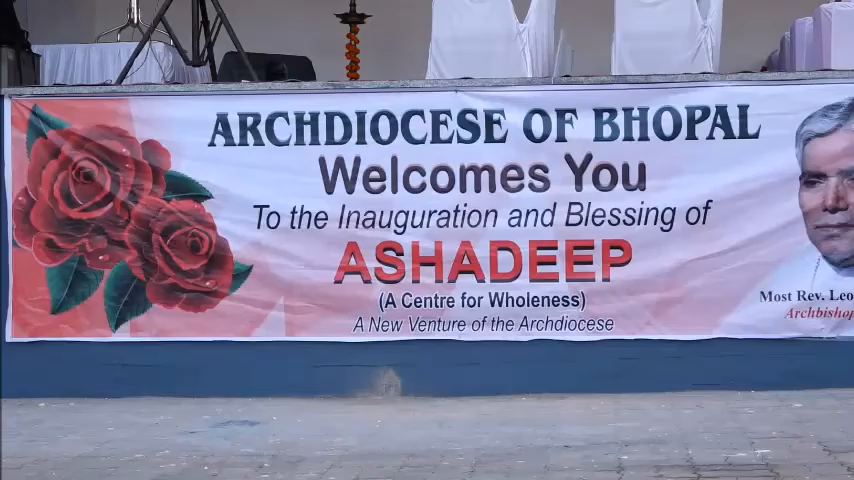 ARCHDIOCESE OF BHOPAL
Welcomes You
To the Inauguration and Blessing of
ASHADEEP
(A Centre for Wholeness)
A New Venture of the Archdiocese
Most Rev. Leo
Archbishop